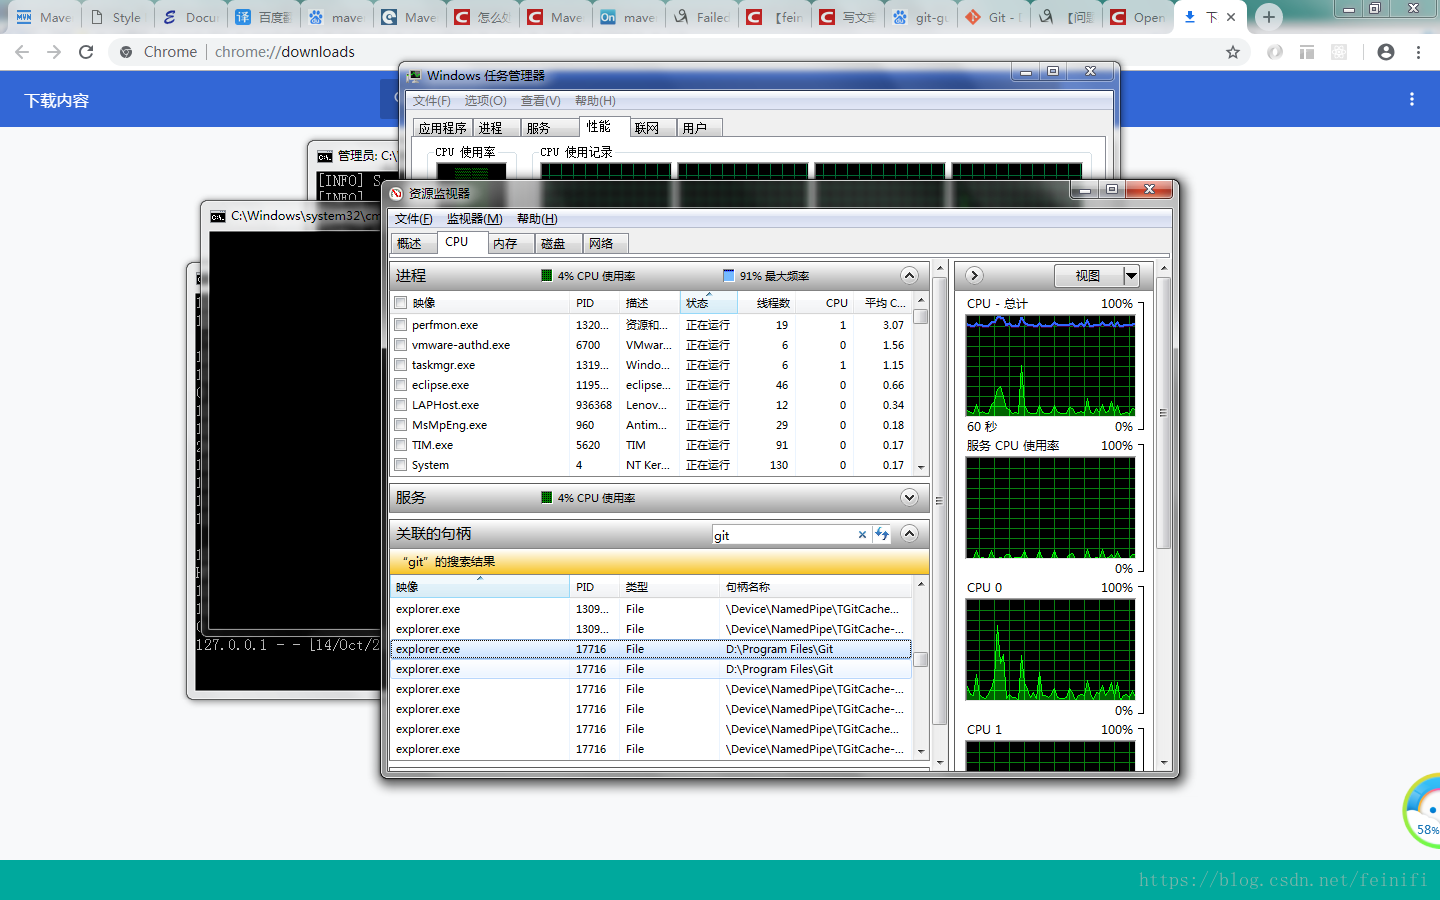 Mave
Style
Docu
百度翻
mave
Mave
怎么处
Mave
mave
Failed
[fein
写文章
git-gu
Git - D
[问题
Open
下
Chrome
chrome://downloads
下载内容
Windows 任务管理器
文件(F) 选项(O) 查看(V) 帮助(H)
应用程序 进程 服务 性能 联网 用户
CPU 使用率 CPU 使用记录
管理员: C:\
[INFO] S
[INFO]
C:\Windows\system32\cm
127.0.0.1 - - [14/Oct/2
资源监视器
文件(F) 监视器(M) 帮助(H)
概述 CPU 内存 磁盘 网络
进程 4% CPU 使用率 91% 最大频率
映像 PID 描述 状态 线程数 CPU 平均 C...
perfmon.exe 1320... 资源和... 正在运行 19 1 3.07
vmware-authd.exe 6700 VMwar... 正在运行 6 0 1.56
taskmgr.exe 1319... Windo... 正在运行 6 1 1.15
eclipse.exe 1195... eclipse... 正在运行 46 0 0.66
LAPHost.exe 936368 Lenov... 正在运行 12 0 0.34
MsMpEng.exe 960 Antim... 正在运行 29 0 0.18
TIM.exe 5620 TIM 正在运行 91 0 0.17
System 4 NT Ker... 正在运行 130 0 0.17
服务 4% CPU 使用率
关联的句柄 git
“git”的搜索结果
映像 PID 类型 句柄名称
explorer.exe 1309... File \Device\NamedPipe\TGitCache...
explorer.exe 1309... File \Device\NamedPipe\TGitCache-...
explorer.exe 17716 File D:\Program Files\Git
explorer.exe 17716 File D:\Program Files\Git
explorer.exe 17716 File \Device\NamedPipe\TGitCache-...
explorer.exe 17716 File \Device\NamedPipe\TGitCache-...
explorer.exe 17716 File \Device\NamedPipe\TGitCache...
explorer.exe 17716 File \Device\NamedPipe\TGitCache-...
视图
CPU - 总计 100%
60 秒 0%
服务 CPU 使用率 100%
0%
CPU 0 100%
0%
CPU 1 100%
58%
https://blog.csdn.net/feinifi